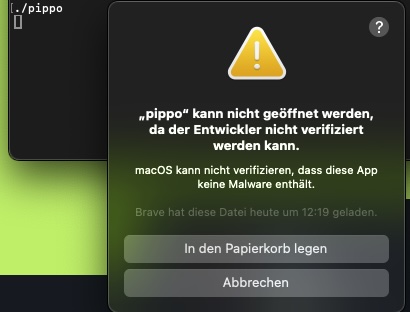 [./pippo
?
„pippo“ kann nicht geöffnet werden,
da der Entwickler nicht verifiziert
werden kann.
macOS kann nicht verifizieren, dass diese App
keine Malware enthält.
Brave hat diese Datei heute um 12:19 geladen.
In den Papierkorb legen
Abbrechen